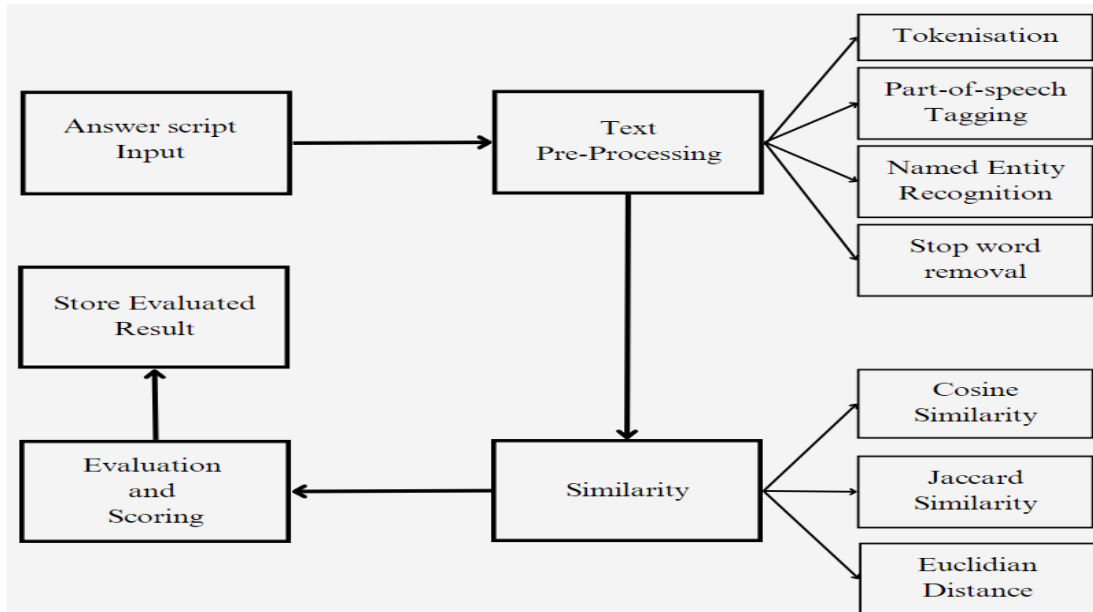 Answer script
Input
Text
Pre-Processing
Tokenisation
Part-of-speech
Tagging
Named Entity
Recognition
Stop word
removal
Store Evaluated
Result
Evaluation
and
Scoring
Similarity
Cosine
Similarity
Jaccard
Similarity
Euclidian
Distance